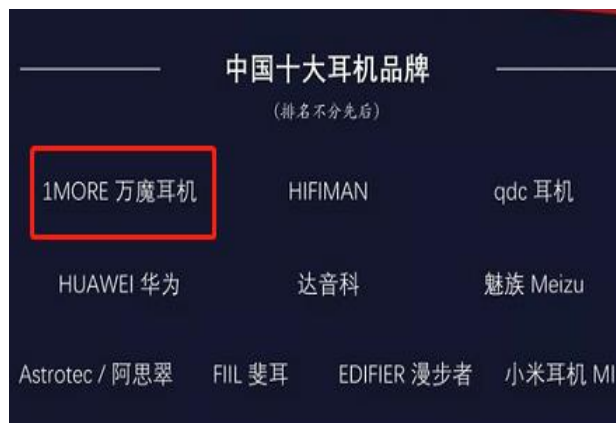 中国十大耳机品牌
(排名不分先后)
1MORE 万魔耳机 HIFIMAN qdc 耳机
HUAWEI 华为 达音科 魅族 Meizu
Astrotec / 阿思翠 FIIL 斐耳 EDIFIER 漫步者 小米耳机 MI